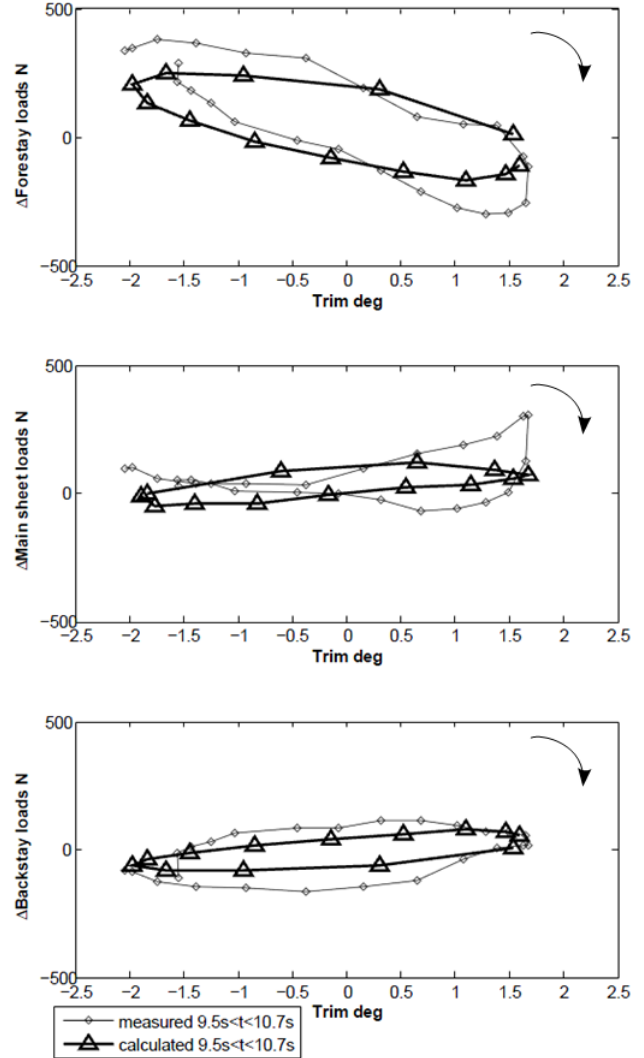 500
0
−500
−2.5 −2 −1.5 −1 −0.5 0 0.5 1 1.5 2 2.5
Trim deg
ΔForestay loads N
500
0
−500
−2.5 −2 −1.5 −1 −0.5 0 0.5 1 1.5 2 2.5
Trim deg
ΔMain sheet loads N
500
0
−500
−2.5 −2 −1.5 −1 −0.5 0 0.5 1 1.5 2 2.5
Trim deg
ΔBackstay loads N
measured 9.5s<t<10.7s
calculated 9.5s<t<10.7s